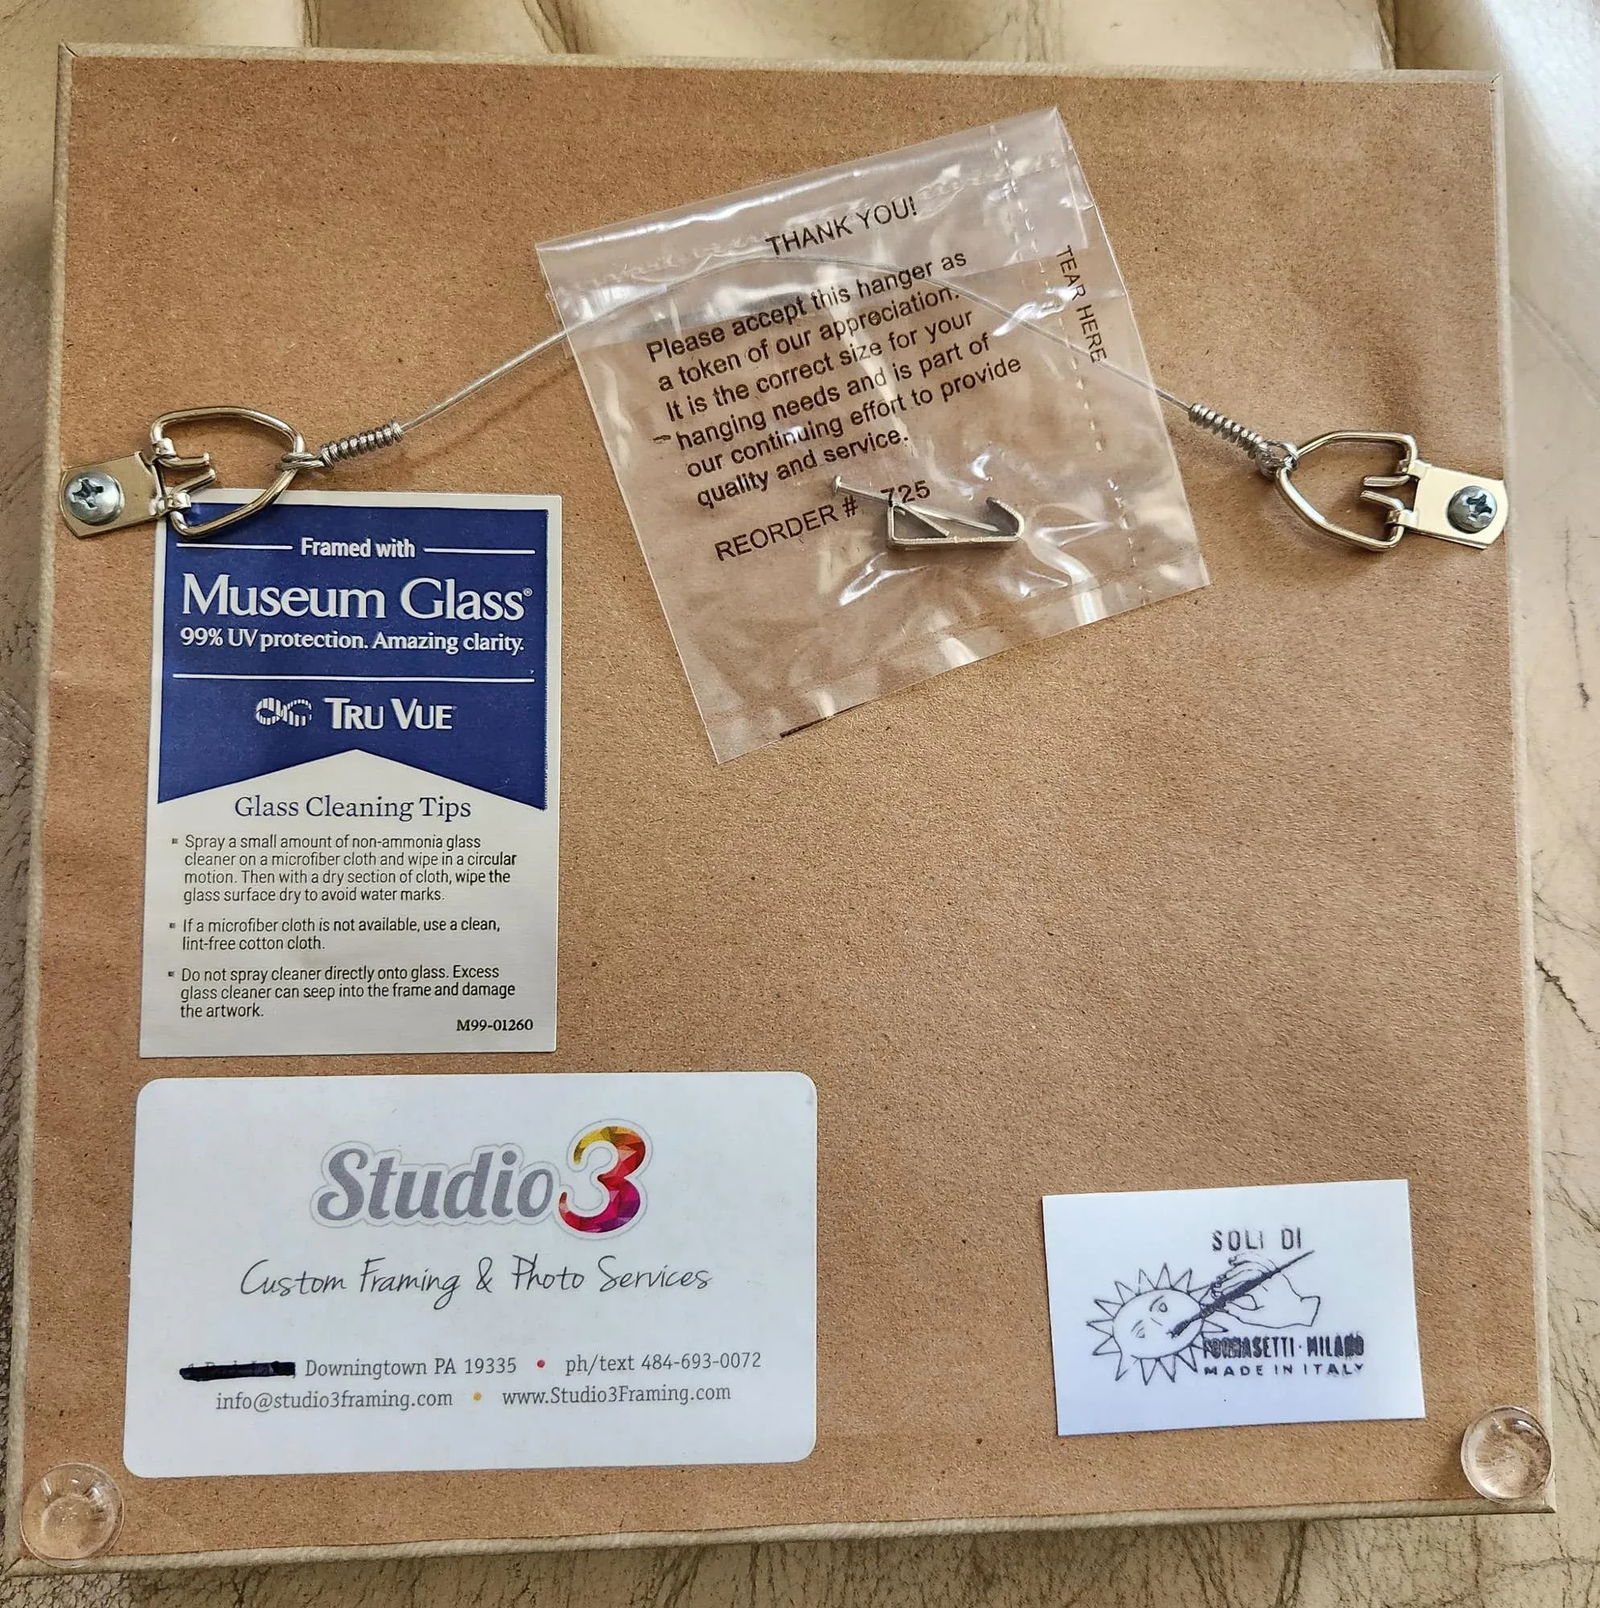 THANK YOU!
Please accept this hanger as
a token of our appreciation.
It is the correct size for your
hanging needs and is part of
our continuing effort to provide
quality and service.
REORDER # 725
TEAR HERE
Framed with
Museum Glass®
99% UV protection. Amazing clarity.
TRU VUE
Glass Cleaning Tips
▪ Spray a small amount of non-ammonia glass
cleaner on a microfiber cloth and wipe in a circular
motion. Then with a dry section of cloth, wipe the
glass surface dry to avoid water marks.
▪ If a microfiber cloth is not available, use a clean,
lint-free cotton cloth.
▪ Do not spray cleaner directly onto glass. Excess
glass cleaner can seep into the frame and damage
the artwork.
M99-01260
Studio3
Custom Framing & Photo Services
, Downingtown PA 19335 • ph/text 484-693-0072
info@studio3framing.com • www.Studio3Framing.com
SOLI DI
FORNASETTI·MILANO
MADE IN ITALY